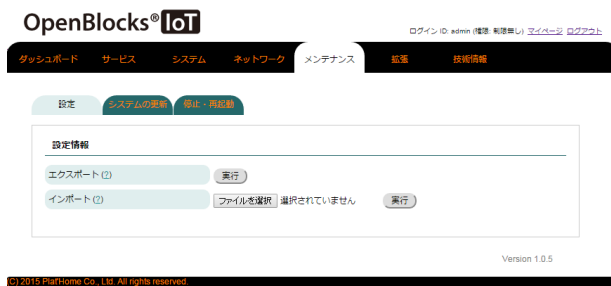 OpenBlocks® IoT
ログイン ID: admin (権限: 制限無し) マイページ ログアウト
ダッシュボード サービス システム ネットワーク メンテナンス 拡張 技術情報
設定 システムの更新 停止・再起動
設定情報
エクスポート (?) 実行
インポート (?) ファイルを選択 選択されていません 実行
Version 1.0.5
(C) 2015 Plat'Home Co., Ltd. All rights reserved.